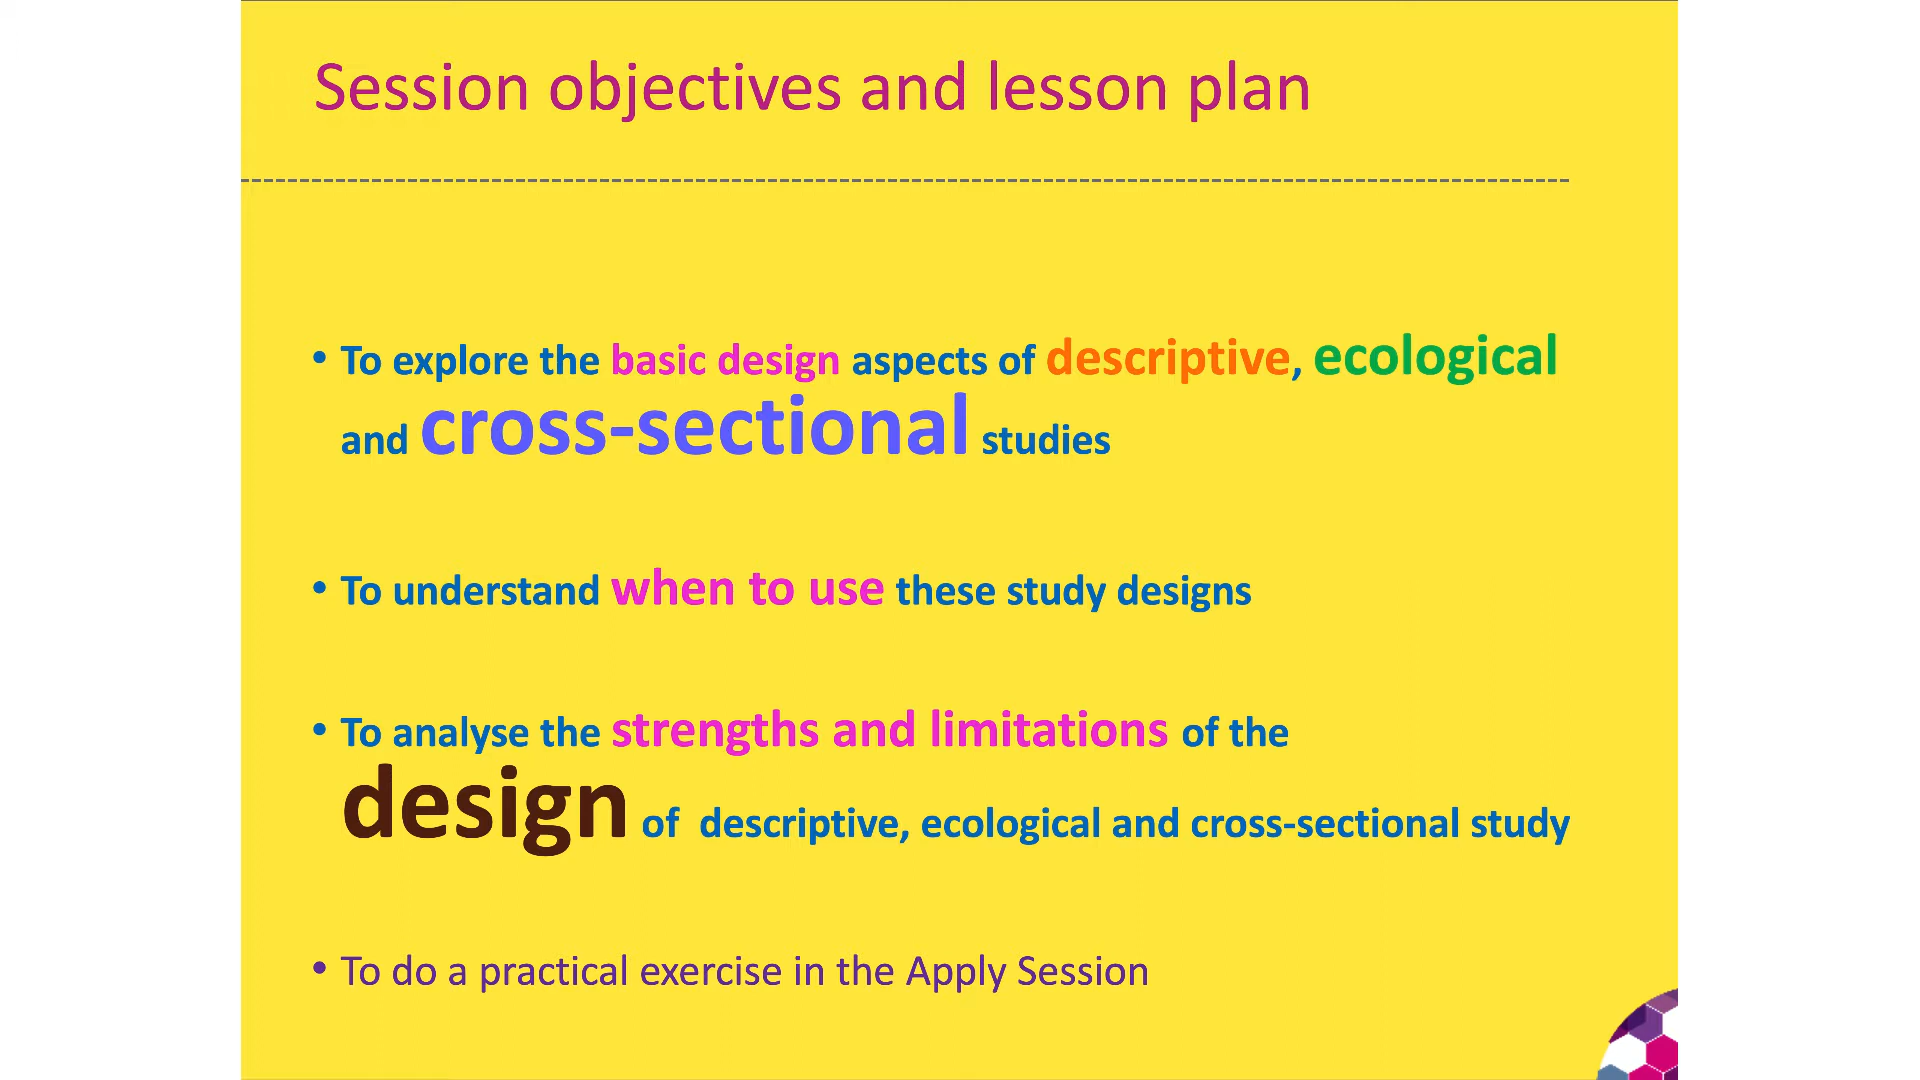 Session objectives and lesson plan
• To explore the basic design aspects of descriptive, ecological
and cross-sectional studies
• To understand when to use these study designs
• To analyse the strengths and limitations of the
design of  descriptive, ecological and cross-sectional study
• To do a practical exercise in the Apply Session